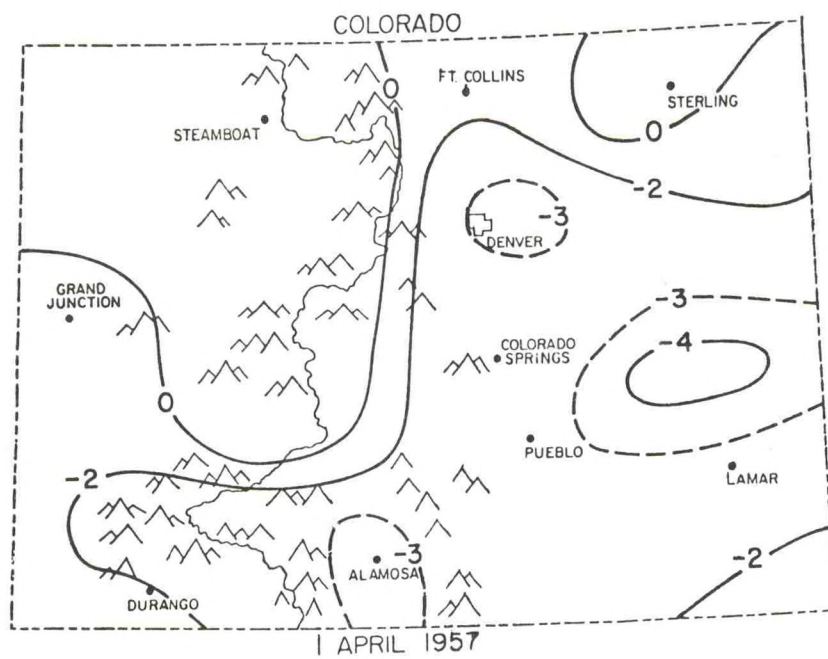 COLORADO
0
FT. COLLINS
STERLING
STEAMBOAT
0
-2
-3
DENVER
GRAND
JUNCTION
-3
-4
COLORADO
SPRINGS
0
PUEBLO
LAMAR
-2
-3
ALAMOSA
-2
DURANGO
1 APRIL 1957